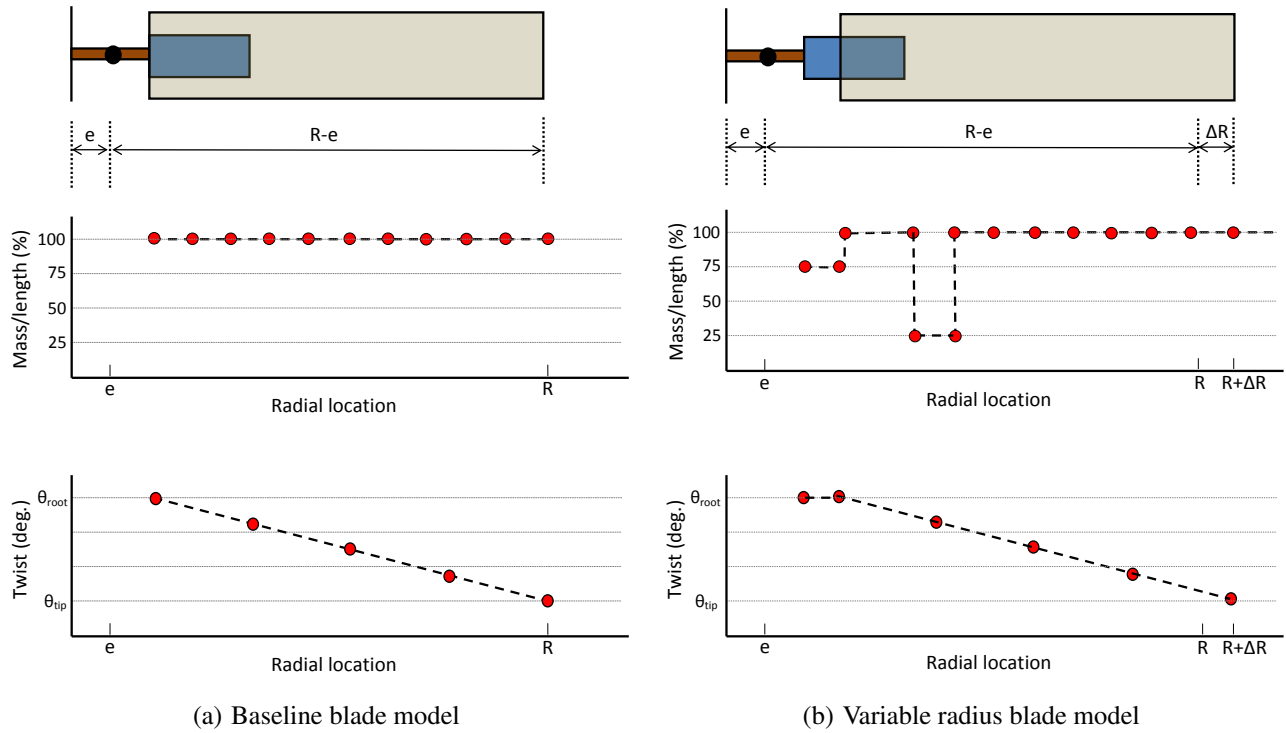 e
R-e
Mass/length (%)
100
75
50
25
e
R
Radial location
Twist (deg.)
θroot
θtip
e
R
Radial location
(a) Baseline blade model
e
R-e
ΔR
Mass/length (%)
100
75
50
25
e
R
R+ΔR
Radial location
Twist (deg.)
θroot
θtip
e
R
R+ΔR
Radial location
(b) Variable radius blade model